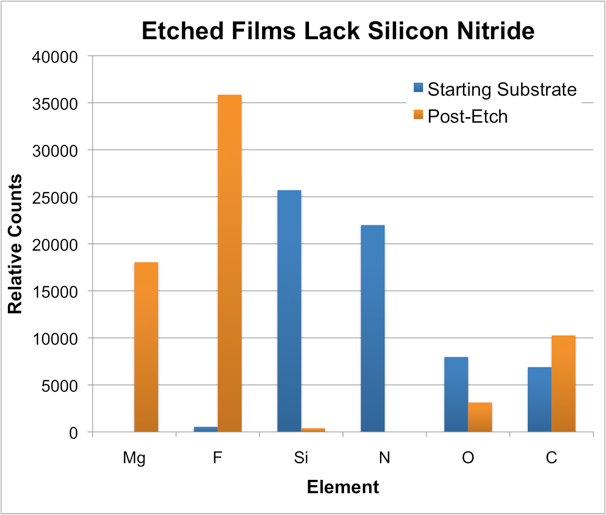 Etched Films Lack Silicon Nitride
40000
35000
30000
25000
20000
15000
10000
5000
0
Relative Counts
Starting Substrate
Post-Etch
Mg F Si N O C
Element